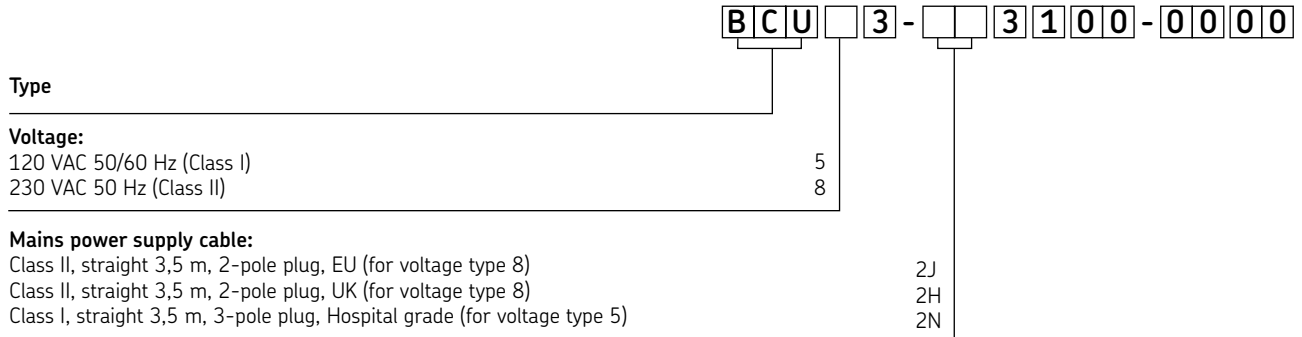 BCU 3-  3100-0000
Type
Voltage:
120 VAC 50/60 Hz (Class I) 5
230 VAC 50 Hz (Class II) 8
Mains power supply cable:
Class II, straight 3,5 m, 2-pole plug, EU (for voltage type 8) 2J
Class II, straight 3,5 m, 2-pole plug, UK (for voltage type 8) 2H
Class I, straight 3,5 m, 3-pole plug, Hospital grade (for voltage type 5) 2N